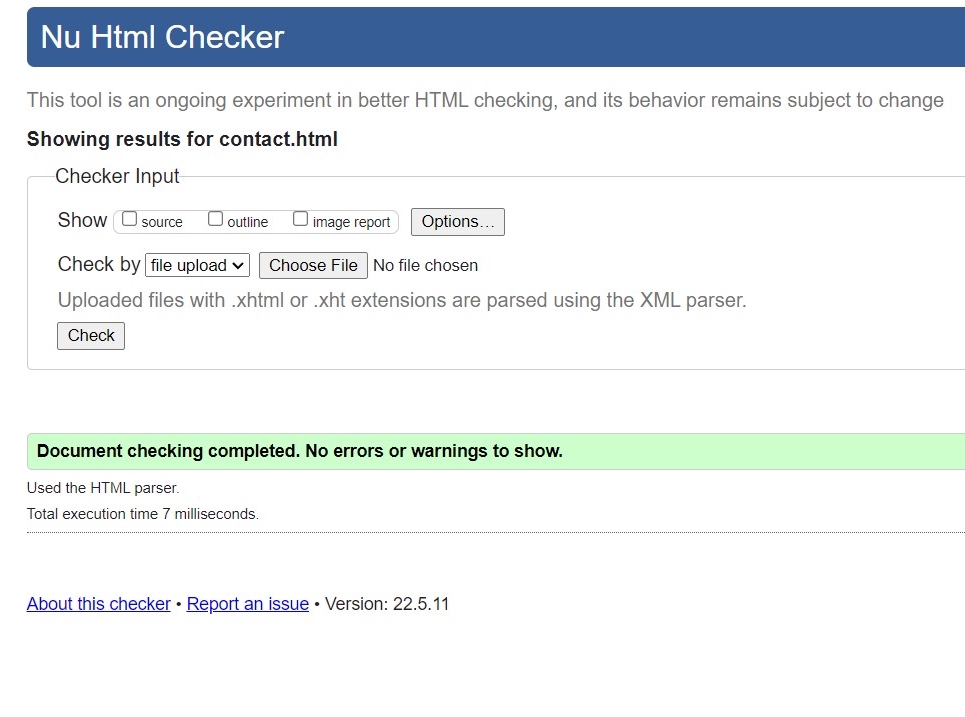 Nu Html Checker
This tool is an ongoing experiment in better HTML checking, and its behavior remains subject to change
Showing results for contact.html
Checker Input
Show source outline image report Options...
Check by file upload Choose File No file chosen
Uploaded files with .xhtml or .xht extensions are parsed using the XML parser.
Check
Document checking completed. No errors or warnings to show.
Used the HTML parser.
Total execution time 7 milliseconds.
About this checker • Report an issue • Version: 22.5.11